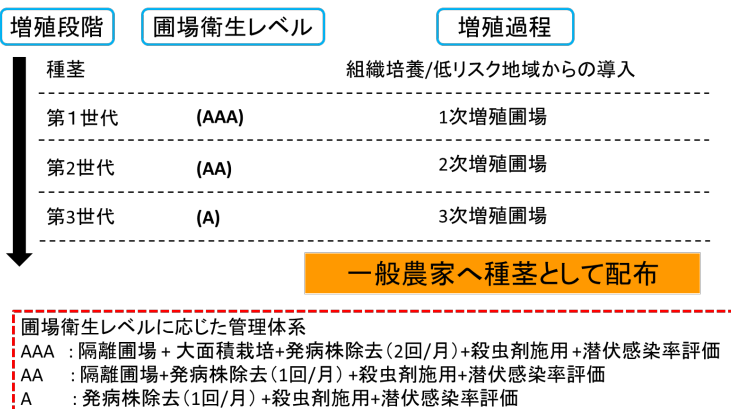 増殖段階 圃場衛生レベル 増殖過程
種茎 組織培養/低リスク地域からの導入
第1世代 (AAA) 1次増殖圃場
第2世代 (AA) 2次増殖圃場
第3世代 (A) 3次増殖圃場
一般農家へ種茎として配布
圃場衛生レベルに応じた管理体系
AAA :隔離圃場 + 大面積栽培+発病株除去(2回/月)+殺虫剤施用 +潜伏感染率評価
AA :隔離圃場+発病株除去(1回/月) +殺虫剤施用+潜伏感染率評価
A :発病株除去(1回/月) +殺虫剤施用+潜伏感染率評価